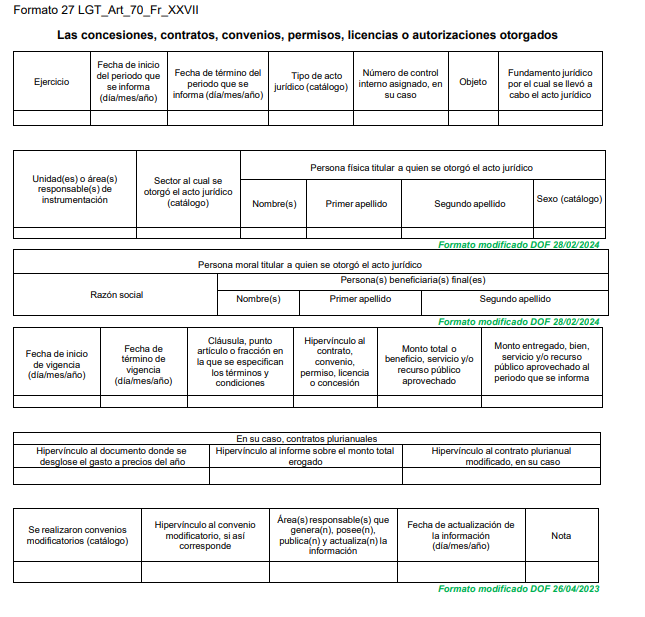 Formato 27 LGT_Art_70_Fr_XXVII
Las concesiones, contratos, convenios, permisos, licencias o autorizaciones otorgados
Ejercicio
Fecha de inicio
del periodo que
se informa
(día/mes/año)
Fecha de término del
periodo que se
informa (día/mes/año)
Tipo de acto
jurídico (catálogo)
Número de control
interno asignado, en
su caso
Objeto
Fundamento jurídico
por el cual se llevó a
cabo el acto jurídico
Unidad(es) o área(s)
responsable(s) de
instrumentación
Sector al cual se
otorgó el acto jurídico
(catálogo)
Persona física titular a quien se otorgó el acto jurídico
Nombre(s)
Primer apellido
Segundo apellido
Sexo (catálogo)
Formato modificado DOF 28/02/2024
Persona moral titular a quien se otorgó el acto jurídico
Razón social
Persona(s) beneficiaria(s) final(es)
Nombre(s)
Primer apellido
Segundo apellido
Formato modificado DOF 28/02/2024
Fecha de inicio
de vigencia
(día/mes/año)
Fecha de
término de
vigencia
(día/mes/año)
Cláusula, punto
artículo o fracción en
la que se especifican
los términos y
condiciones
Hipervínculo al
contrato,
convenio,
permiso, licencia
o concesión
Monto total o
beneficio, servicio y/o
recurso público
aprovechado
Monto entregado, bien,
servicio y/o recurso
público aprovechado al
periodo que se informa
En su caso, contratos plurianuales
Hipervínculo al documento donde se
desglose el gasto a precios del año
Hipervínculo al informe sobre el monto total
erogado
Hipervínculo al contrato plurianual
modificado, en su caso
Se realizaron convenios
modificatorios (catálogo)
Hipervínculo al convenio
modificatorio, si así
corresponde
Área(s) responsable(s) que
genera(n), posee(n),
publica(n) y actualiza(n) la
información
Fecha de actualización de
la información
(día/mes/año)
Nota
Formato modificado DOF 26/04/2023